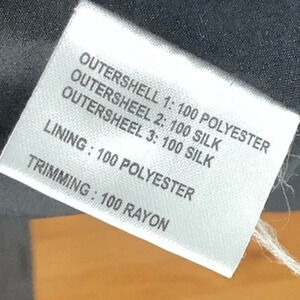 OUTERSHELL 1: 100 POLYESTER
OUTERSHEEL 2: 100 SILK
OUTERSHEEL 3: 100 SILK
LINING : 100 POLYESTER
TRIMMING : 100 RAYON